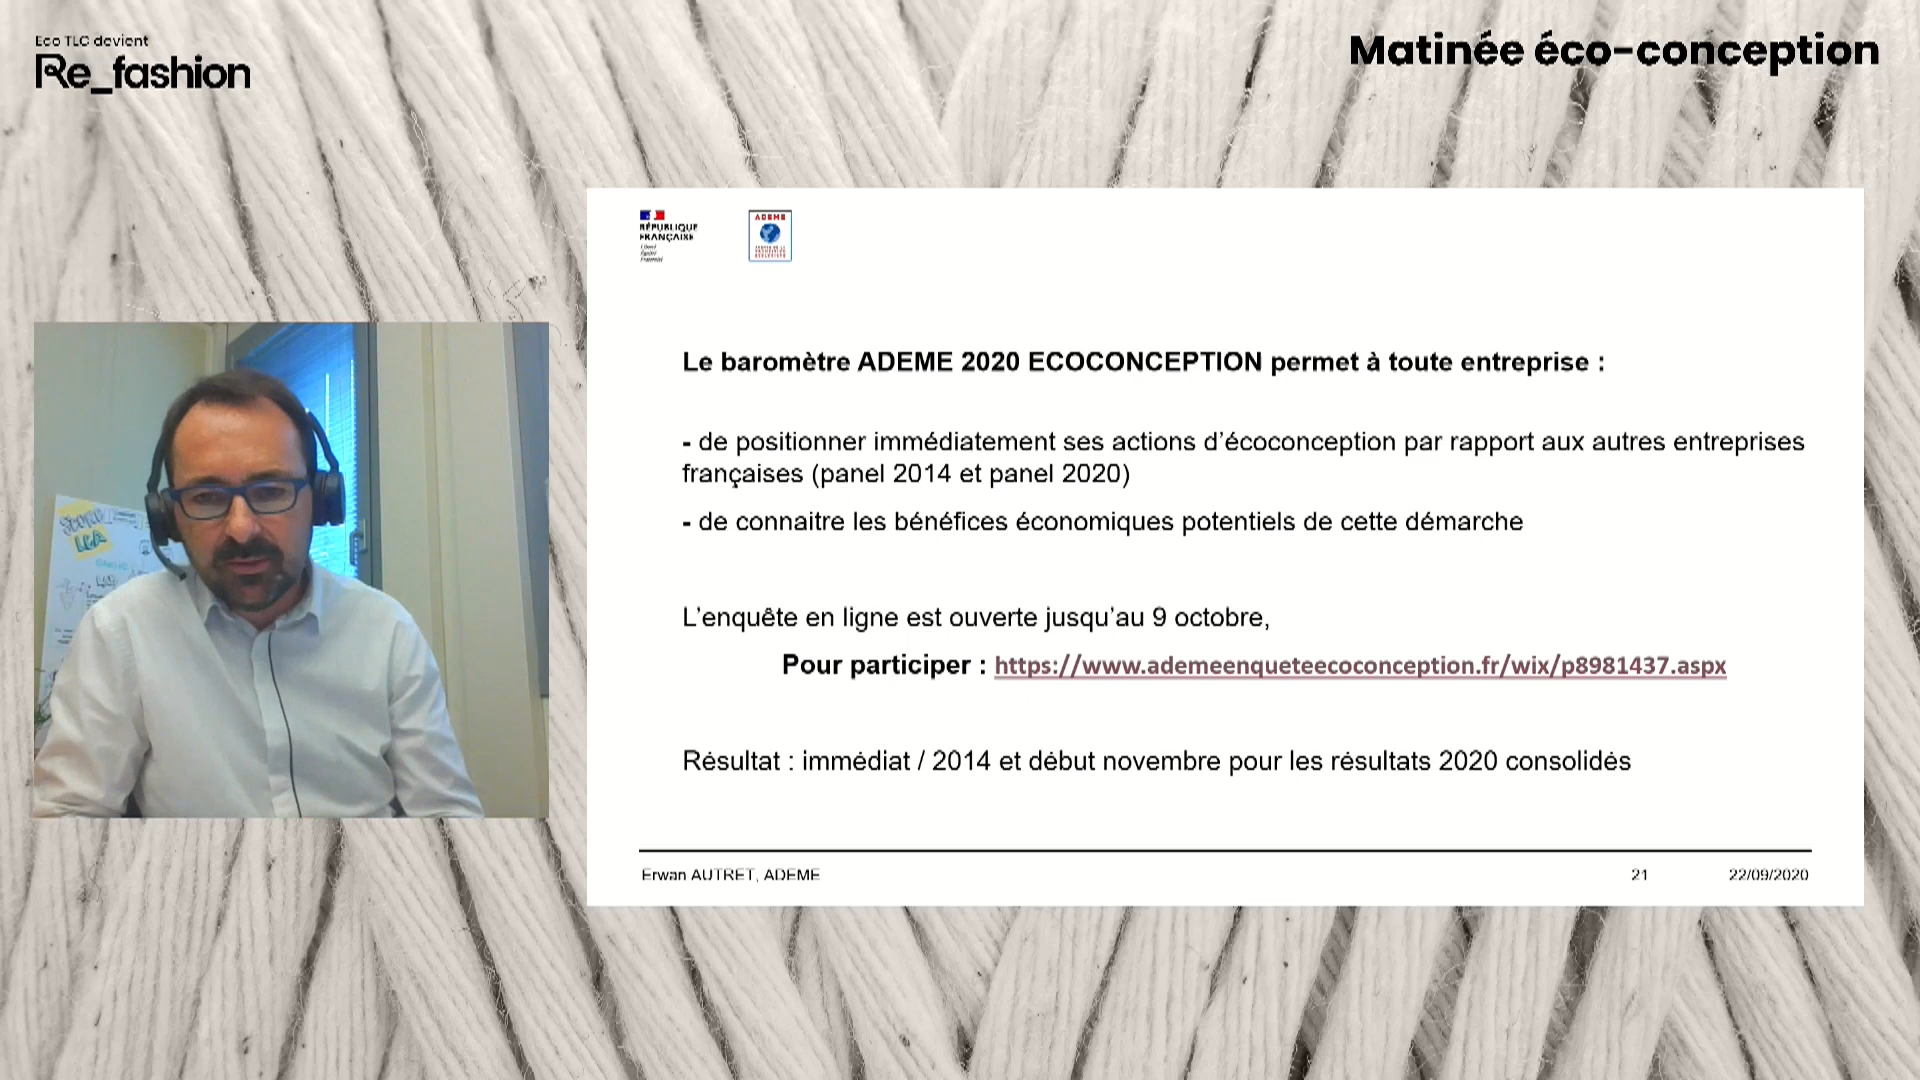 Eco TLC devient
Re_fashion
Matinée éco-conception
RÉPUBLIQUE
FRANÇAISE
Liberté
Égalité
Fraternité
ADEME
Le baromètre ADEME 2020 ECOCONCEPTION permet à toute entreprise :
- de positionner immédiatement ses actions d’écoconception par rapport aux autres entreprises
françaises (panel 2014 et panel 2020)
- de connaitre les bénéfices économiques potentiels de cette démarche
L’enquête en ligne est ouverte jusqu’au 9 octobre,
Pour participer : https://www.ademeenqueteecoconception.fr/wix/p8981437.aspx
Résultat : immédiat / 2014 et début novembre pour les résultats 2020 consolidés
Erwan AUTRET, ADEME
21
22/09/2020